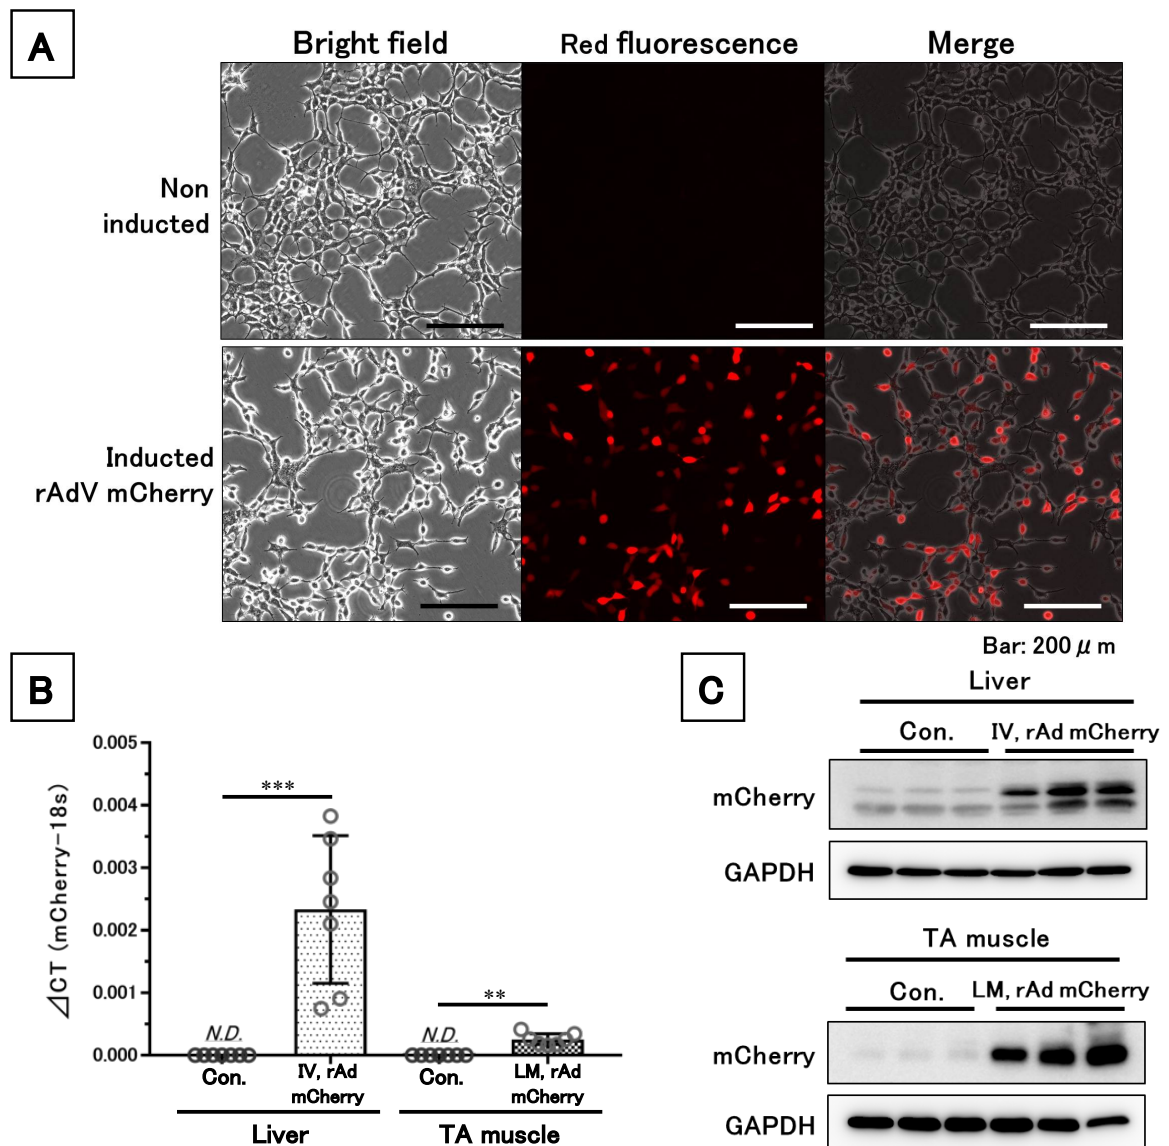 A
Bright field
Red fluorescence
Merge
Non
inducted
Inducted
rAdV mCherry
Bar: 200 μ m
B
⊿CT (mCherry-18s)
0.005
0.004
0.003
0.002
0.001
0.000
***
**
N.D.
N.D.
Con.
IV, rAd
mCherry
Con.
LM, rAd
mCherry
Liver
TA muscle
C
Liver
Con.
IV, rAd mCherry
mCherry
GAPDH
TA muscle
Con.
LM, rAd mCherry
mCherry
GAPDH